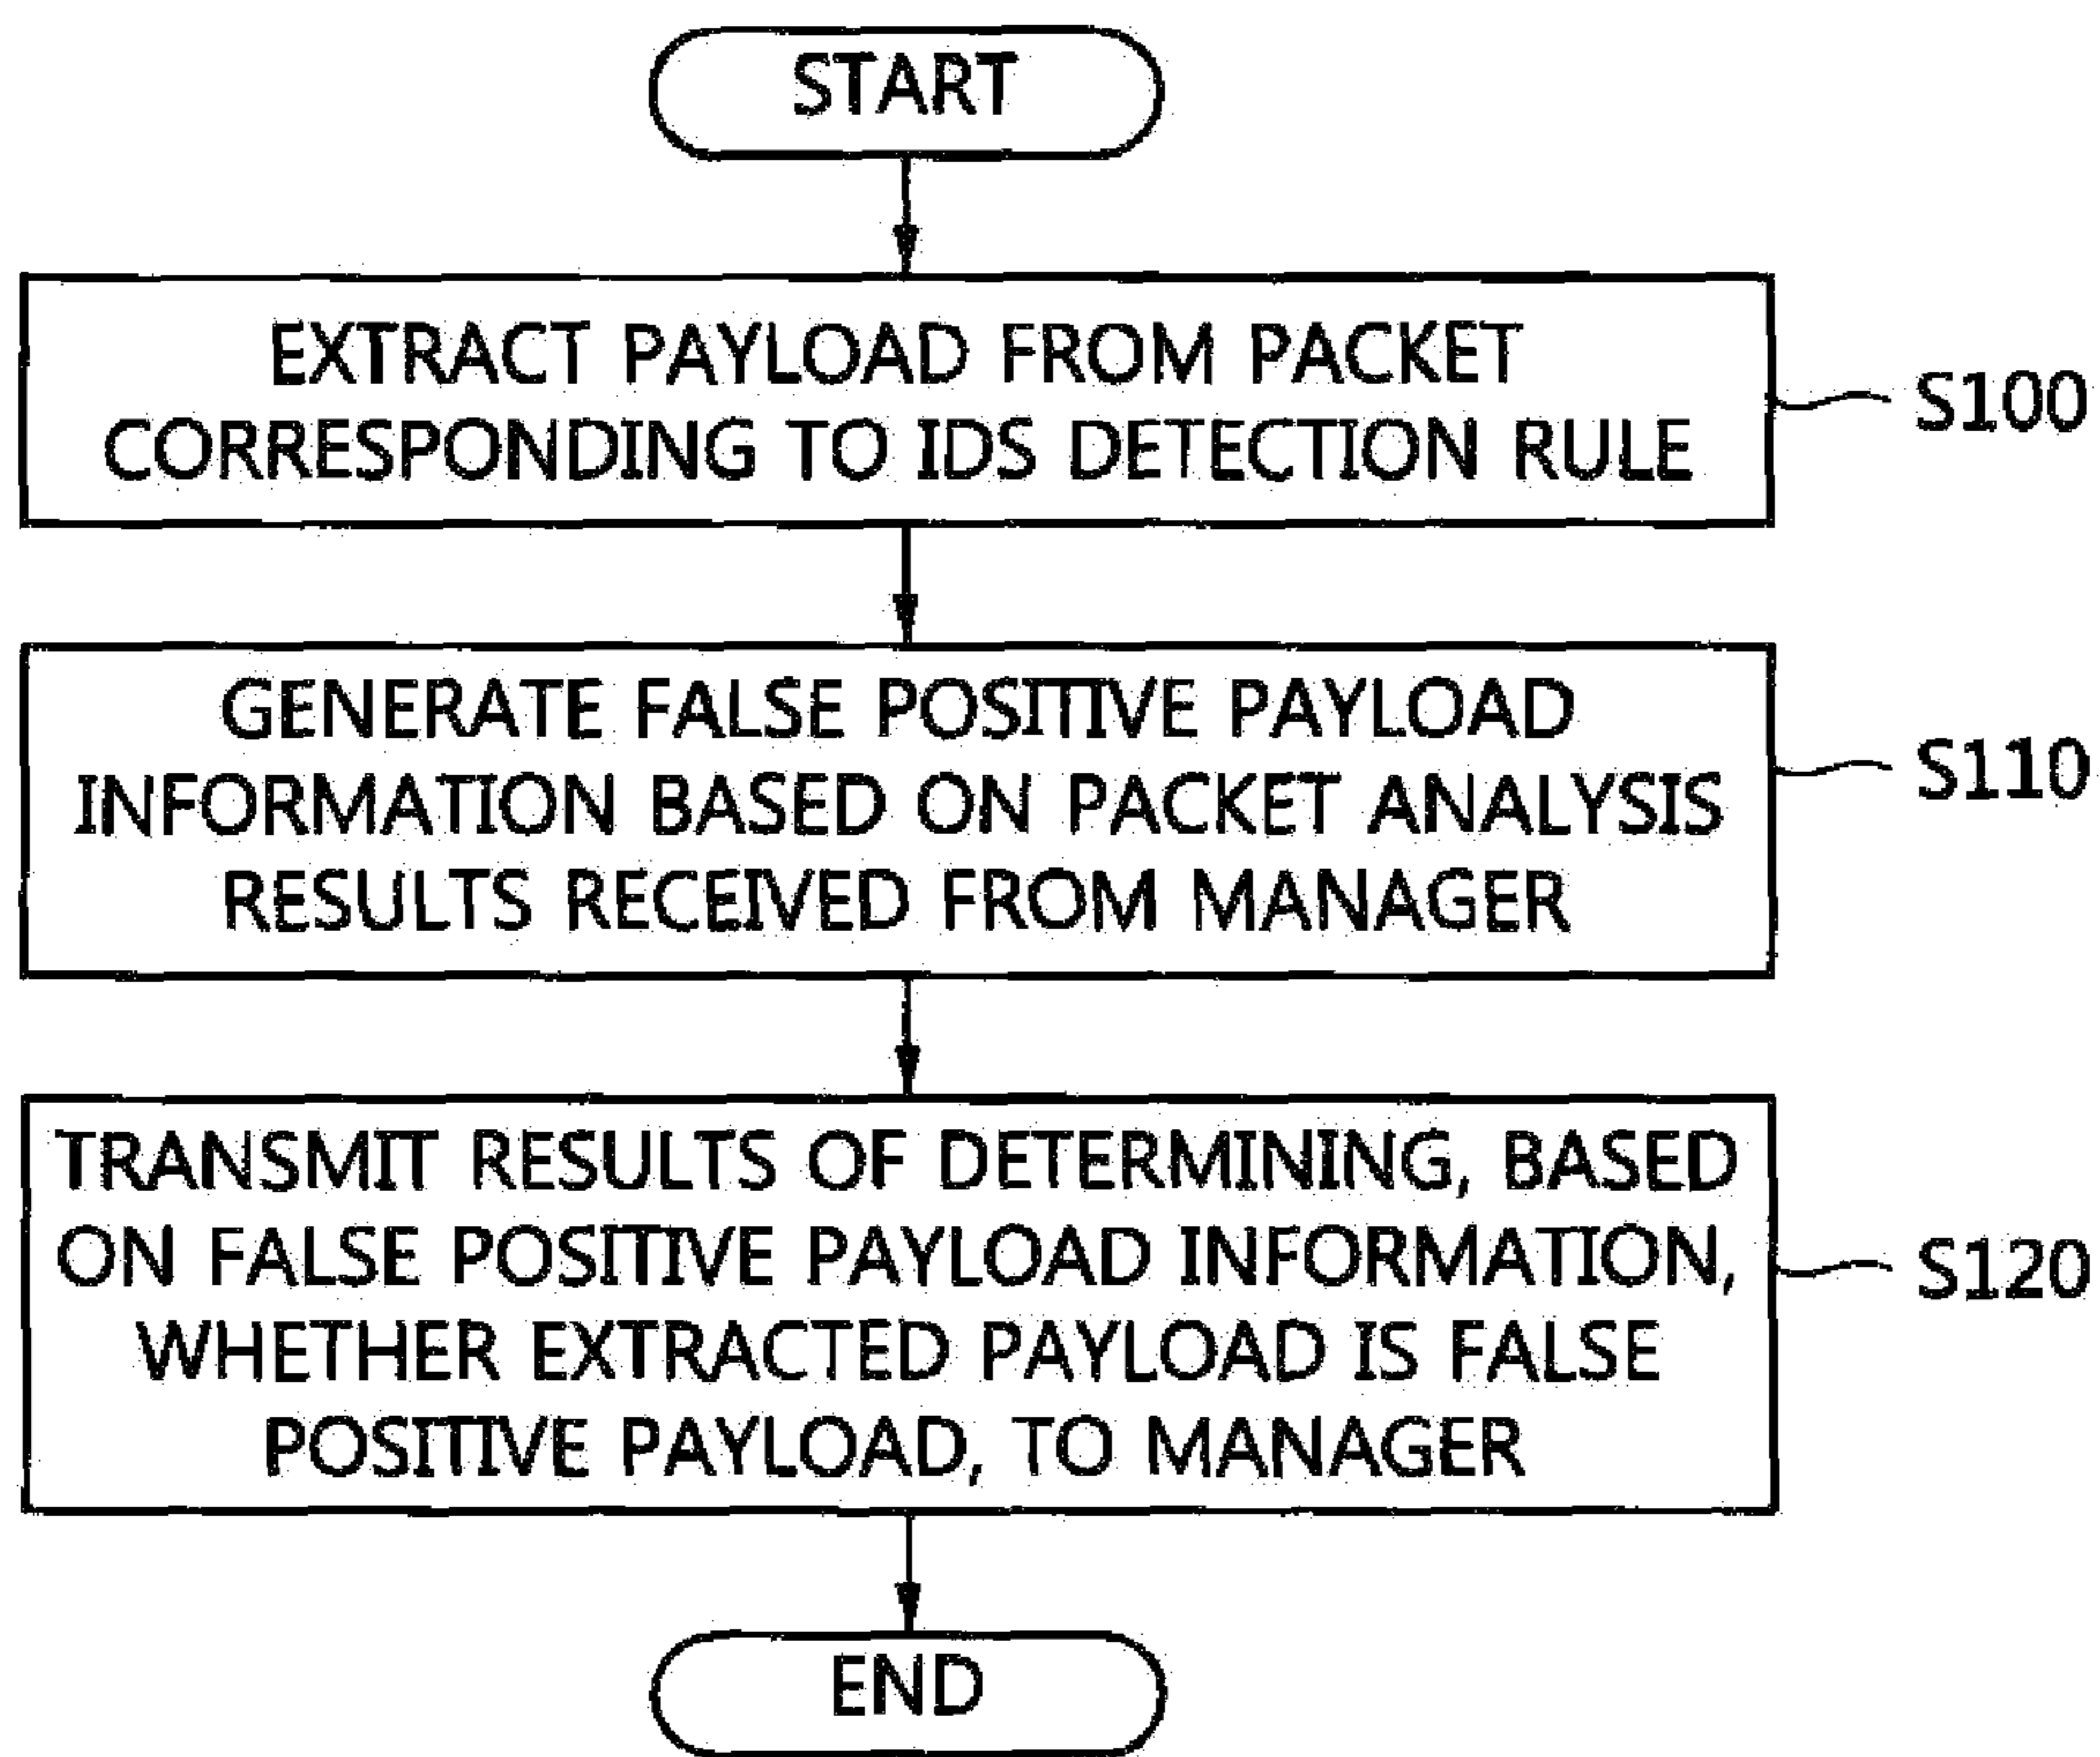 START
EXTRACT PAYLOAD FROM PACKET
CORRESPONDING TO IDS DETECTION RULE
S100
GENERATE FALSE POSITIVE PAYLOAD
INFORMATION BASED ON PACKET ANALYSIS
RESULTS RECEIVED FROM MANAGER
S110
TRANSMIT RESULTS OF DETERMINING, BASED
ON FALSE POSITIVE PAYLOAD INFORMATION,
WHETHER EXTRACTED PAYLOAD IS FALSE
POSITIVE PAYLOAD, TO MANAGER
S120
END